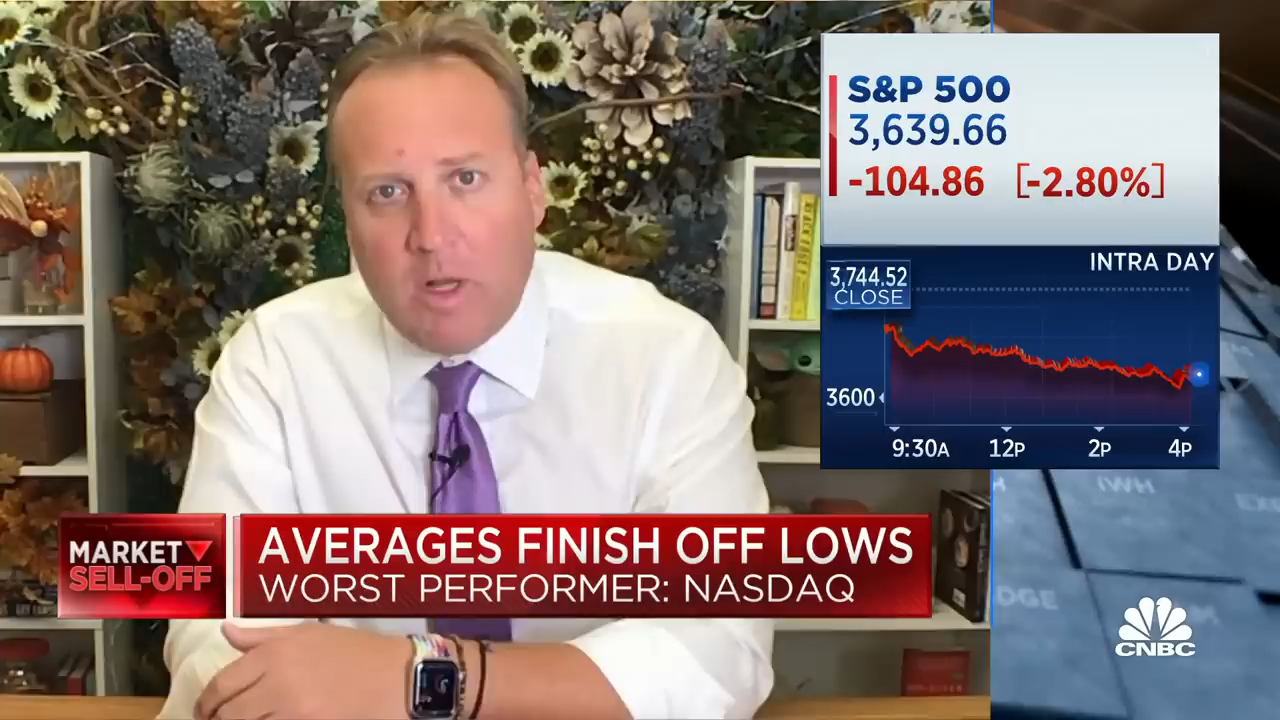 S&P 500
3,639.66
-104.86 [-2.80%]
INTRA DAY
3,744.52
CLOSE
3600
9:30A 12P 2P 4P
MARKET
SELL-OFF
AVERAGES FINISH OFF LOWS
WORST PERFORMER: NASDAQ
CNBC